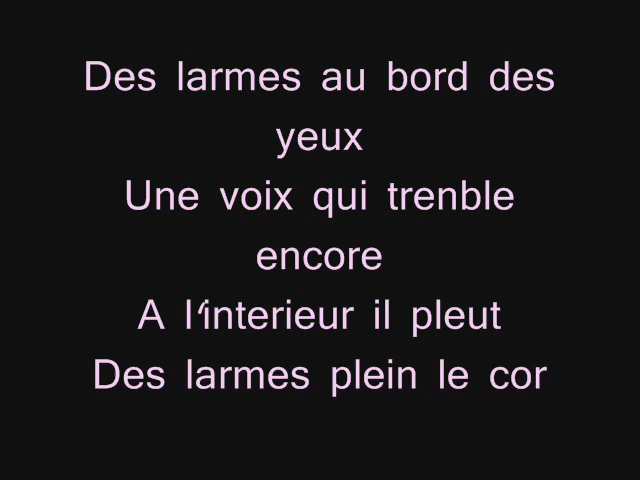 Des larmes au bord des
yeux
Une voix qui trenble
encore
A l'interieur il pleut
Des larmes plein le cor